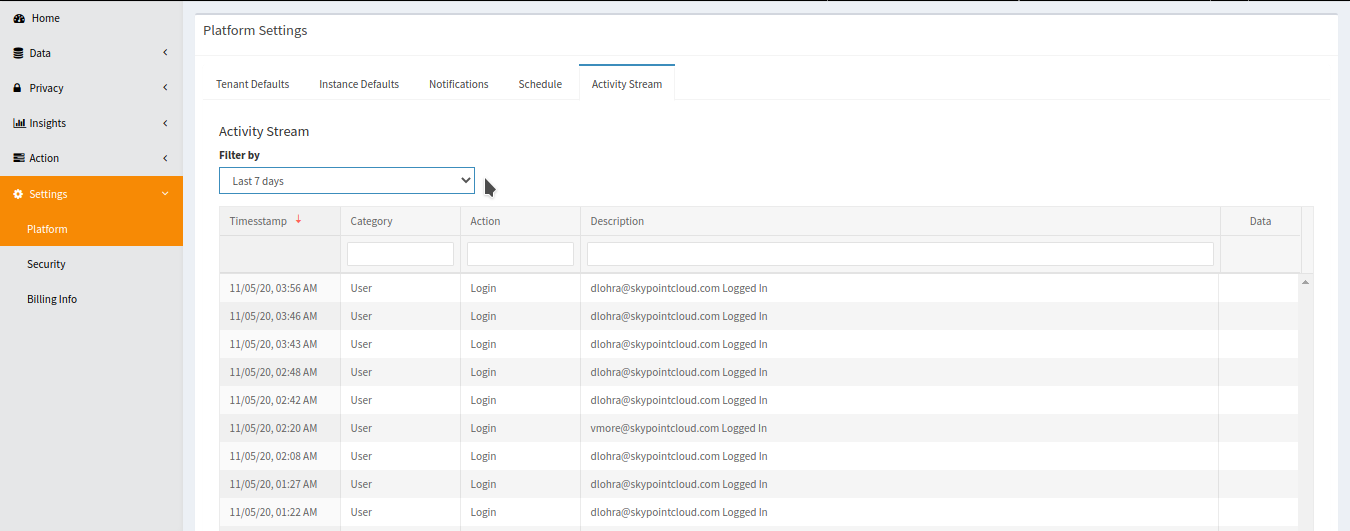 Home
Data
Privacy
Insights
Action
Settings
Platform
Security
Billing Info
Platform Settings
Tenant Defaults Instance Defaults Notifications Schedule Activity Stream
Activity Stream
Filter by
Last 7 days
Timesstamp Category Action Description Data
11/05/20, 03:56 AM User Login dlohra@skypointcloud.com Logged In
11/05/20, 03:46 AM User Login dlohra@skypointcloud.com Logged In
11/05/20, 03:43 AM User Login dlohra@skypointcloud.com Logged In
11/05/20, 02:48 AM User Login dlohra@skypointcloud.com Logged In
11/05/20, 02:42 AM User Login dlohra@skypointcloud.com Logged In
11/05/20, 02:20 AM User Login vmore@skypointcloud.com Logged In
11/05/20, 02:08 AM User Login dlohra@skypointcloud.com Logged In
11/05/20, 01:27 AM User Login dlohra@skypointcloud.com Logged In
11/05/20, 01:22 AM User Login dlohra@skypointcloud.com Logged In